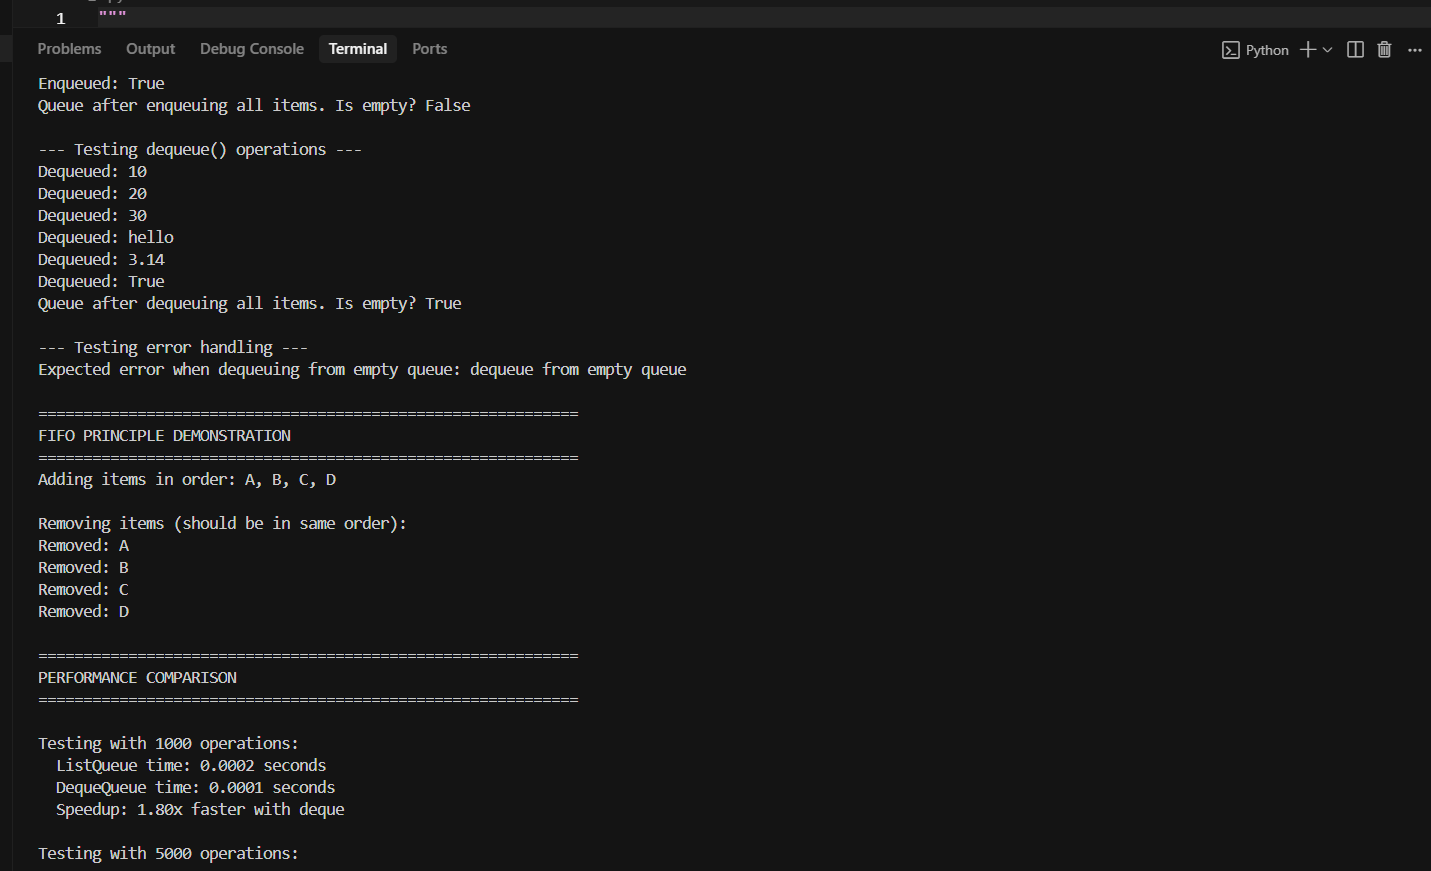 1 """
Problems Output Debug Console Terminal Ports Python
Enqueued: True
Queue after enqueuing all items. Is empty? False
--- Testing dequeue() operations ---
Dequeued: 10
Dequeued: 20
Dequeued: 30
Dequeued: hello
Dequeued: 3.14
Dequeued: True
Queue after dequeuing all items. Is empty? True
--- Testing error handling ---
Expected error when dequeuing from empty queue: dequeue from empty queue
============================================================
FIFO PRINCIPLE DEMONSTRATION
============================================================
Adding items in order: A, B, C, D
Removing items (should be in same order):
Removed: A
Removed: B
Removed: C
Removed: D
============================================================
PERFORMANCE COMPARISON
============================================================
Testing with 1000 operations:
ListQueue time: 0.0002 seconds
DequeQueue time: 0.0001 seconds
Speedup: 1.80x faster with deque
Testing with 5000 operations: